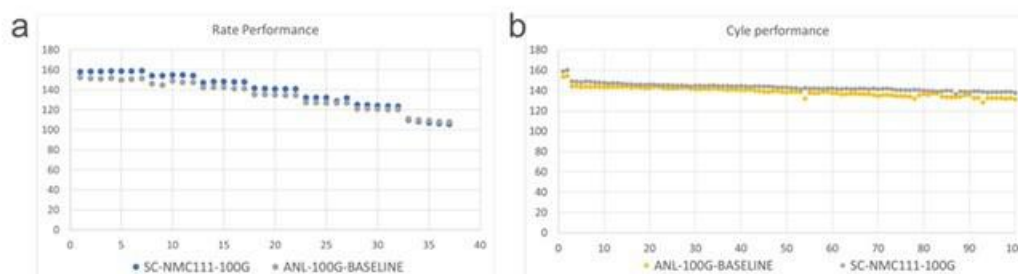 a
Rate Performance
180
160
140
120
100
80
60
40
20
0
0 5 10 15 20 25 30 35 40
SC-NMC111-100G ANL-100G-BASELINE
b
Cyle performance
180
160
140
120
100
80
60
40
20
0
0 10 20 30 40 50 60 70 80 90 100
ANL-100G-BASELINE SC-NMC111-100G